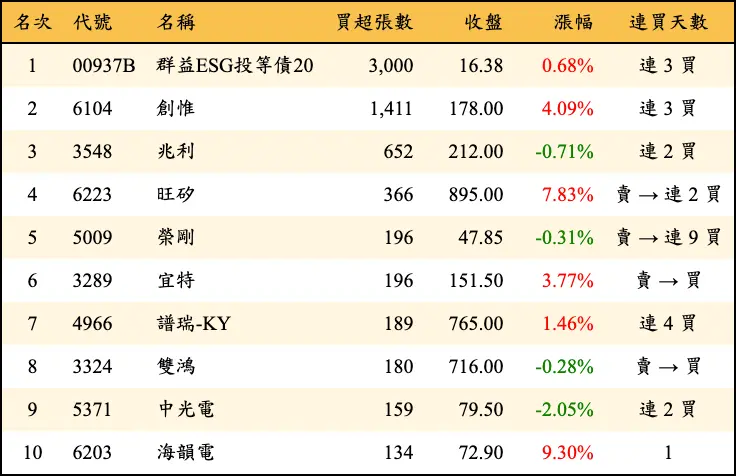 名次 代號 名稱 買超張數 收盤 漲幅 連買天數
1 00937B 群益ESG投等債20 3,000 16.38 0.68% 連 3 買
2 6104 創惟 1,411 178.00 4.09% 連 3 買
3 3548 兆利 652 212.00 -0.71% 連 2 買
4 6223 旺矽 366 895.00 7.83% 賣 → 連 2 買
5 5009 榮剛 196 47.85 -0.31% 賣 → 連 9 買
6 3289 宜特 196 151.50 3.77% 賣 → 買
7 4966 譜瑞-KY 189 765.00 1.46% 連 4 買
8 3324 雙鴻 180 716.00 -0.28% 賣 → 買
9 5371 中光電 159 79.50 -2.05% 連 2 買
10 6203 海韻電 134 72.90 9.30% 1